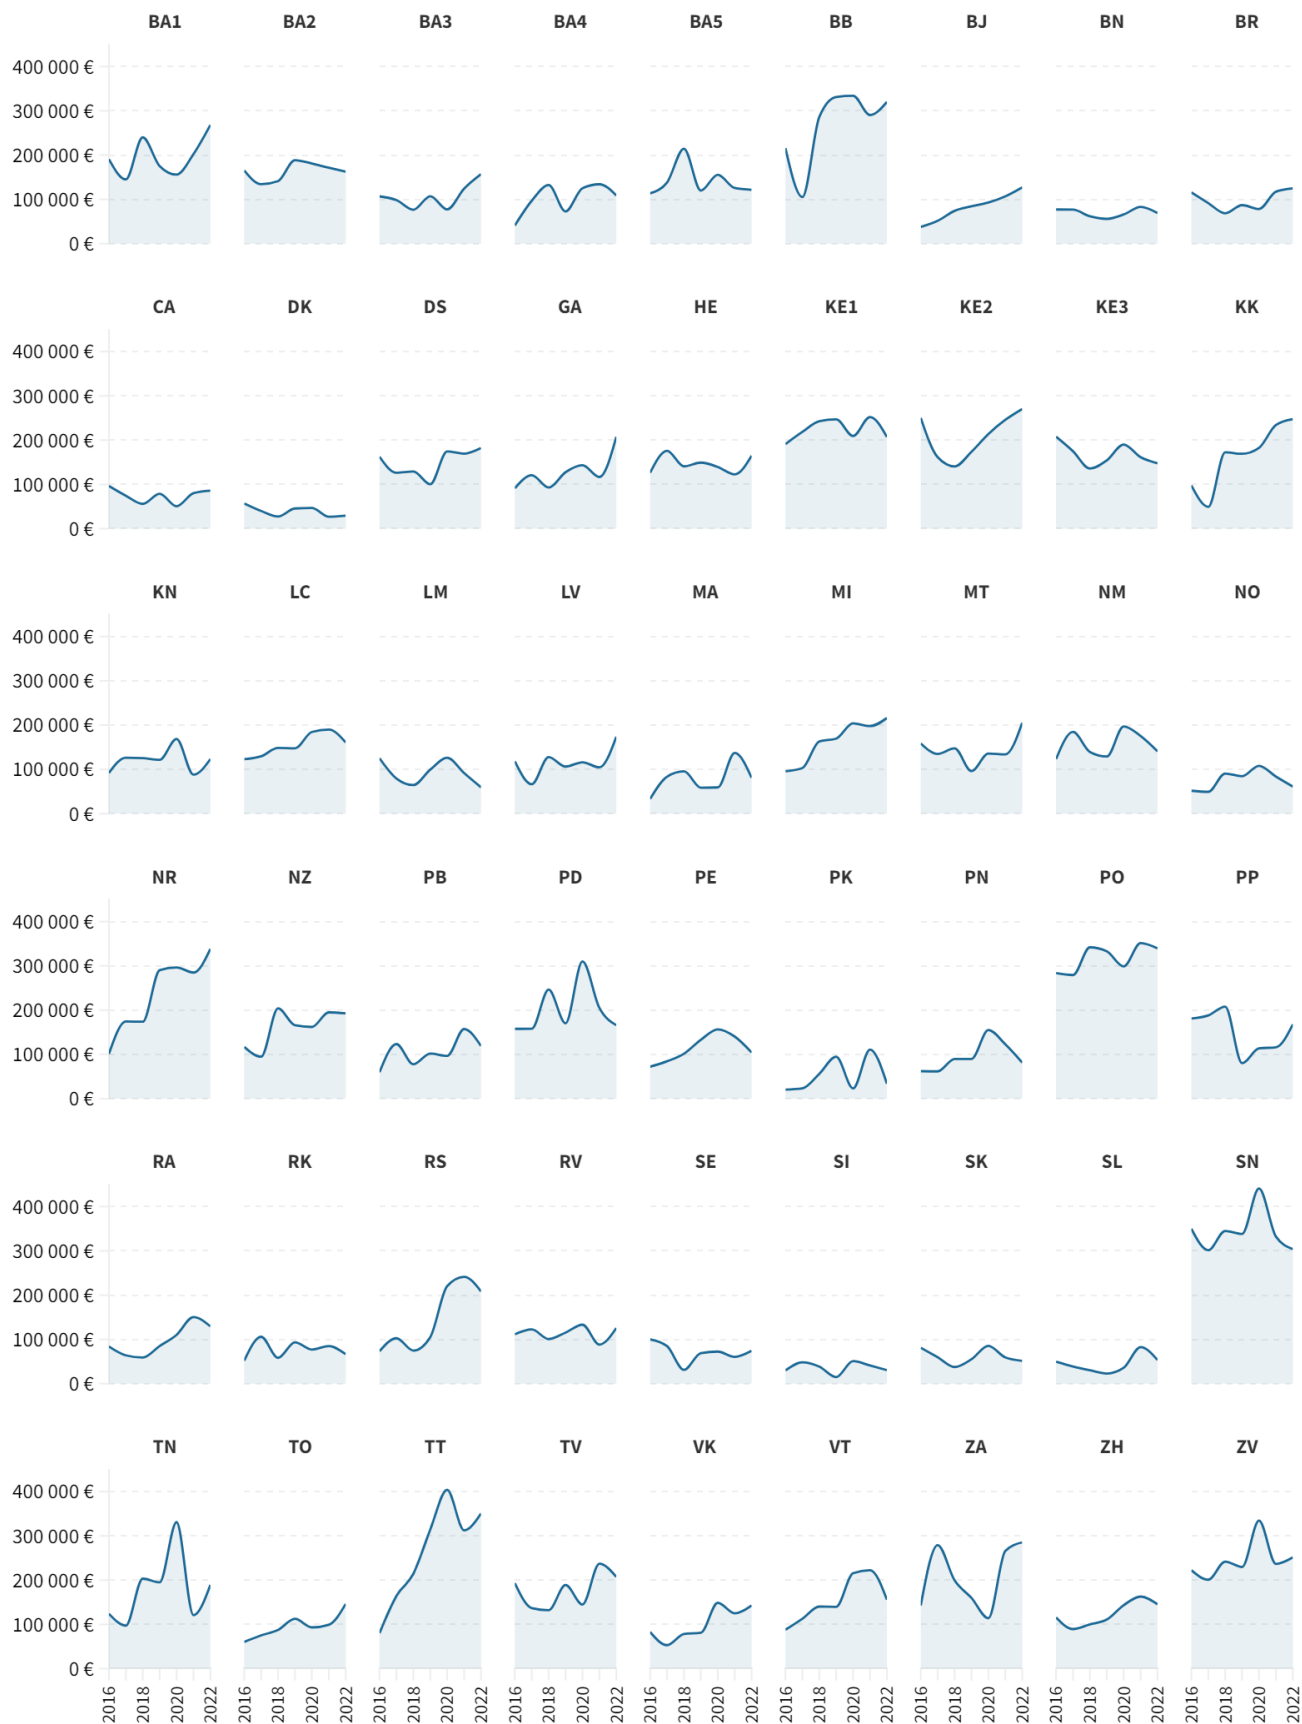 BA1 BA2 BA3 BA4 BA5 BB BJ BN BR
400 000 €
300 000 €
200 000 €
100 000 €
0 €
CA DK DS GA HE KE1 KE2 KE3 KK
400 000 €
300 000 €
200 000 €
100 000 €
0 €
KN LC LM LV MA MI MT NM NO
400 000 €
300 000 €
200 000 €
100 000 €
0 €
NR NZ PB PD PE PK PN PO PP
400 000 €
300 000 €
200 000 €
100 000 €
0 €
RA RK RS RV SE SI SK SL SN
400 000 €
300 000 €
200 000 €
100 000 €
0 €
TN TO TT TV VK VT ZA ZH ZV
400 000 €
300 000 €
200 000 €
100 000 €
0 €
2016 2018 2020 2022 2016 2018 2020 2022 2016 2018 2020 2022 2016 2018 2020 2022 2016 2018 2020 2022 2016 2018 2020 2022 2016 2018 2020 2022 2016 2018 2020 2022 2016 2018 2020 2022